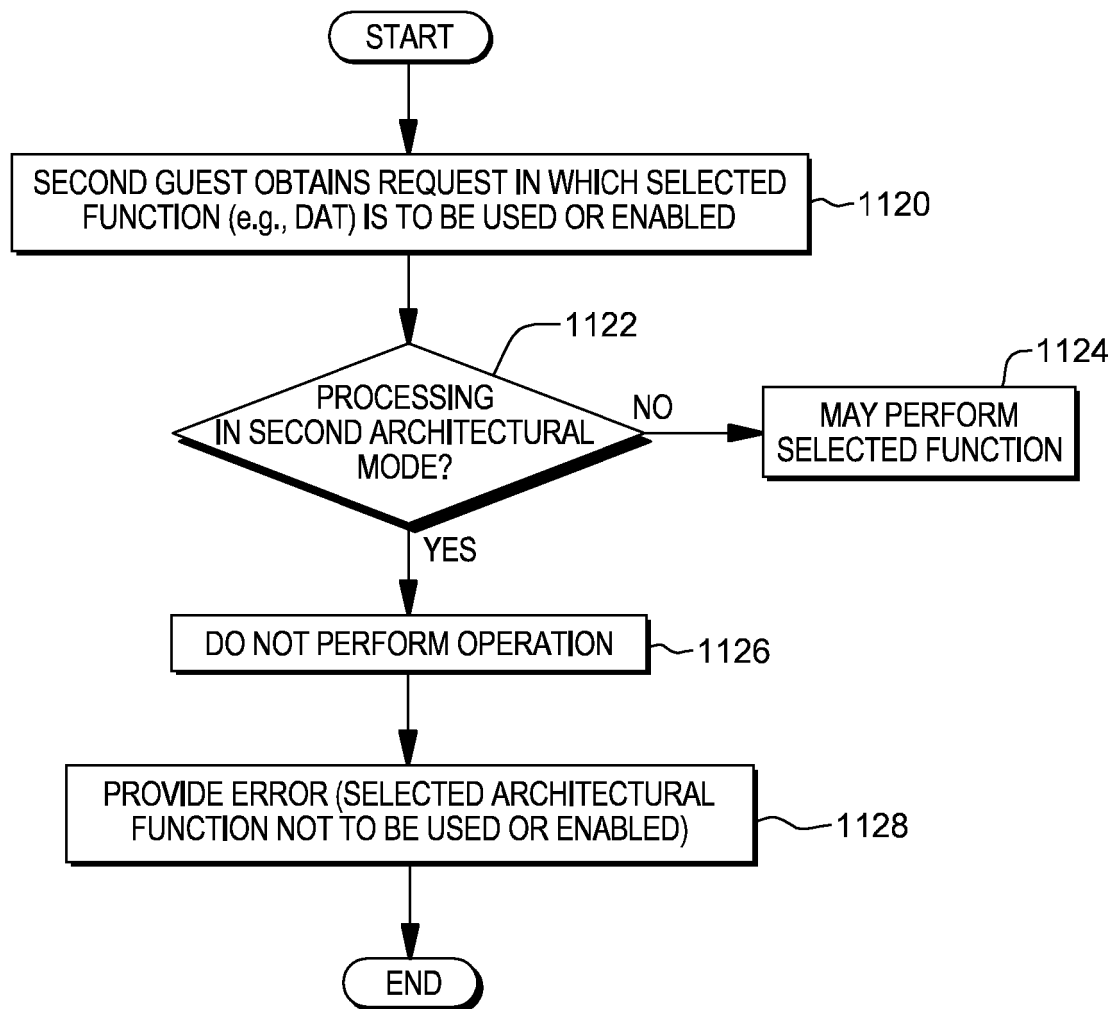 START
SECOND GUEST OBTAINS REQUEST IN WHICH SELECTED
FUNCTION (e.g., DAT) IS TO BE USED OR ENABLED
1120
1122
PROCESSING
IN SECOND ARCHITECTURAL
MODE?
NO
1124
MAY PERFORM
SELECTED FUNCTION
YES
DO NOT PERFORM OPERATION
1126
PROVIDE ERROR (SELECTED ARCHITECTURAL
FUNCTION NOT TO BE USED OR ENABLED)
1128
END